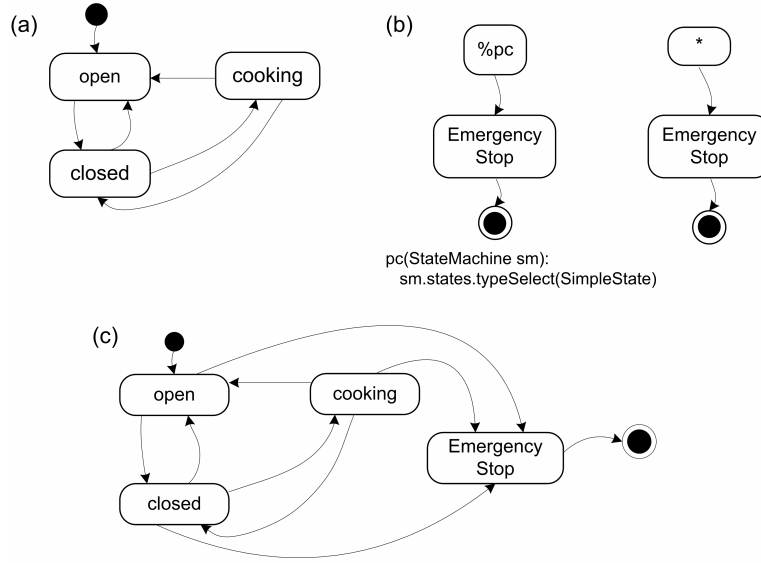 (a)
open
cooking
closed
(b)
%pc
*
Emergency
Stop
Emergency
Stop
pc(StateMachine sm):
sm.states.typeSelect(SimpleState)
(c)
open
cooking
Emergency
Stop
closed